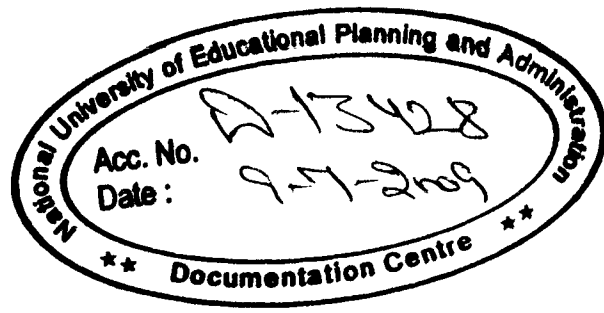 National University of Educational Planning and Administration
Acc. No. D-13428
Date : 9-7-2009
** Documentation Centre **